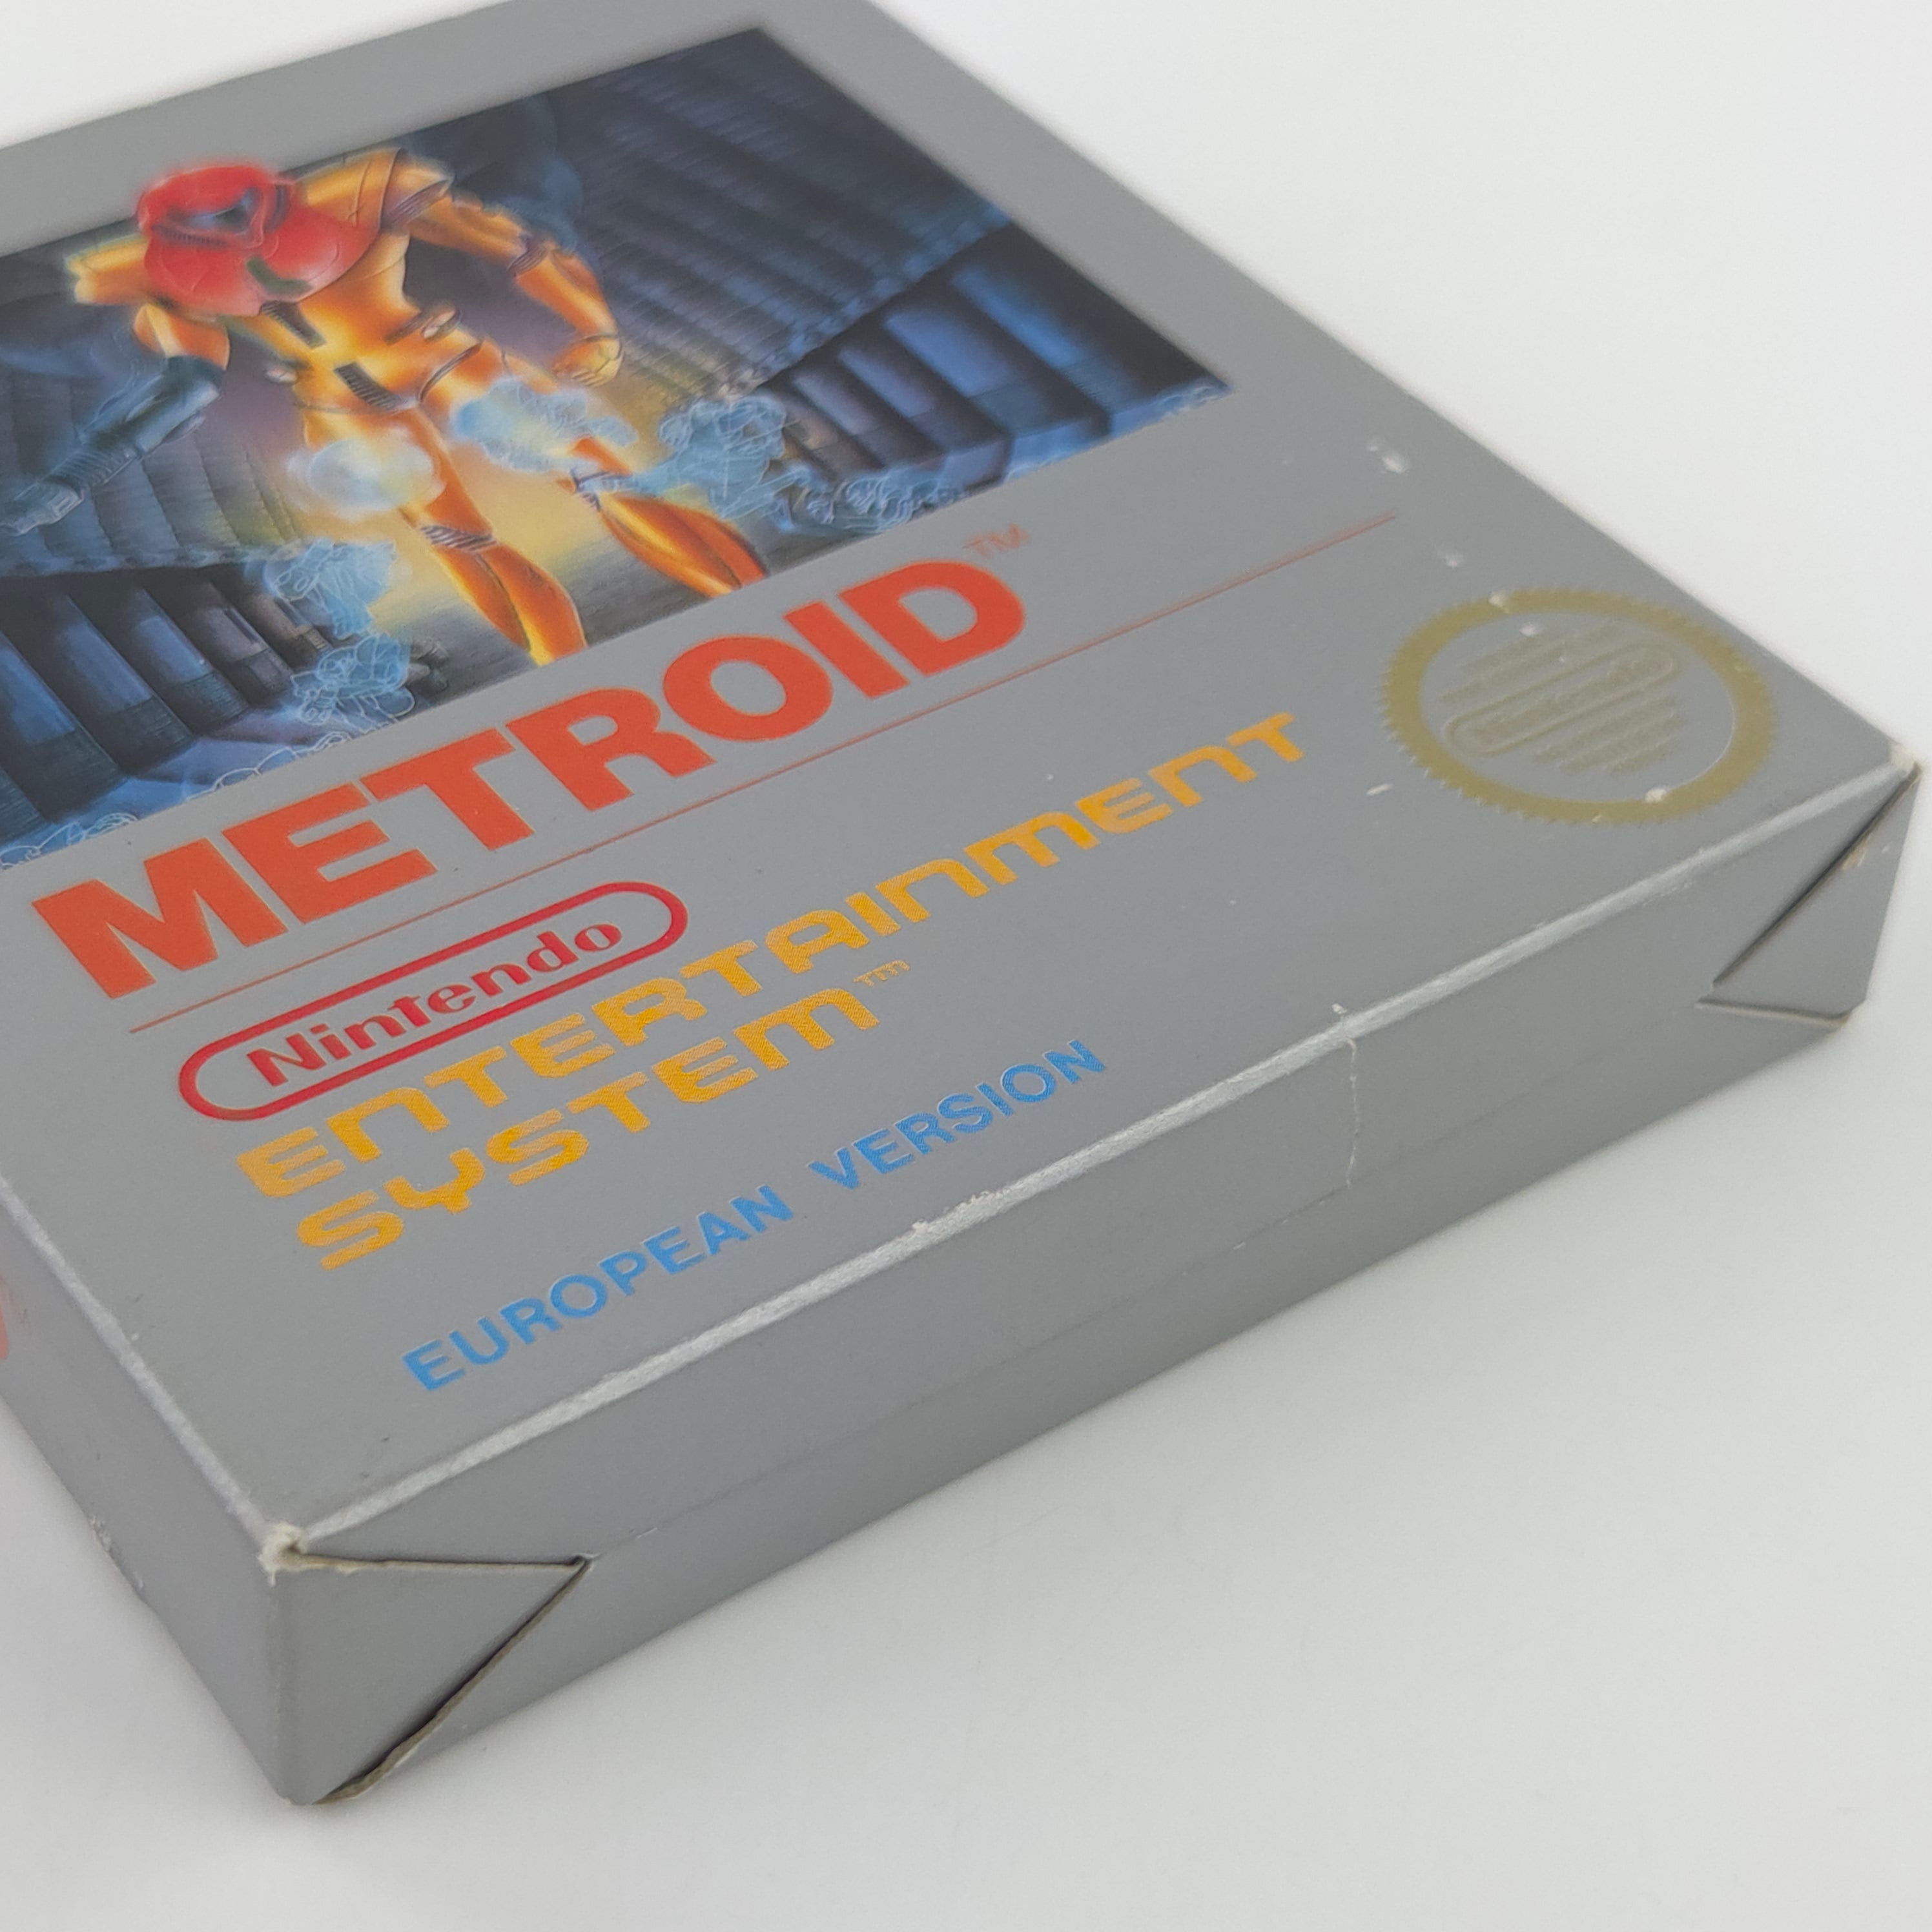 METROID™
Nintendo
ENTERTAINMENT
SYSTEM™
EUROPEAN VERSION